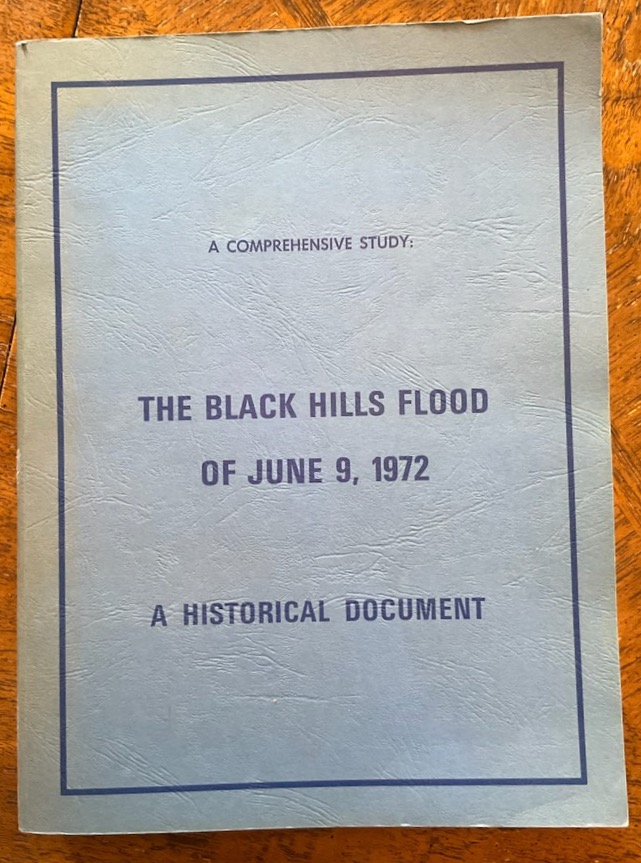 A COMPREHENSIVE STUDY:
THE BLACK HILLS FLOOD
OF JUNE 9, 1972
A HISTORICAL DOCUMENT